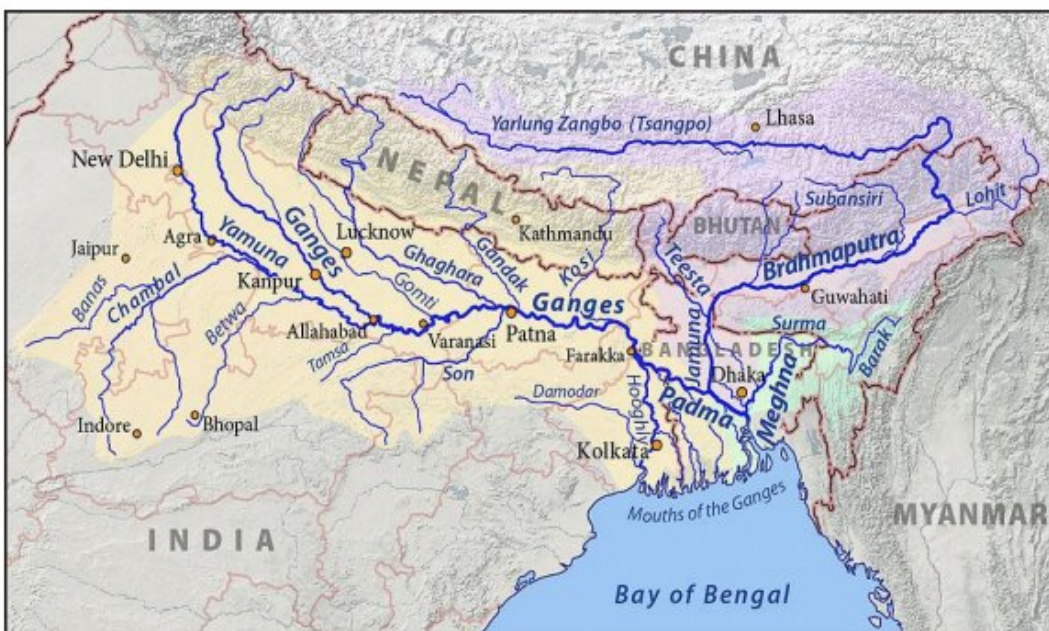 CHINA
Yarlung Zangbo (Tsangpo)
Lhasa
New Delhi
NEPAL
BHUTAN
Subansiri
Lohit
Jaipur
Agra
Yamuna
Ganges
Lucknow
Kathmandu
Brahmaputra
Kanpur
Ghaghara
Gandak
Kosi
Teesta
Guwahati
Banas
Chambal
Betwa
Gomti
Ganges
Jamuna
Surma
Barak
Allahabad
Varanasi
Patna
Farakka
BANGLADESH
Tamsa
Son
Dhaka
Meghna
Damodar
Hooghly
Padma
Indore
Bhopal
Kolkata
Mouths of the Ganges
INDIA
MYANMAR
Bay of Bengal